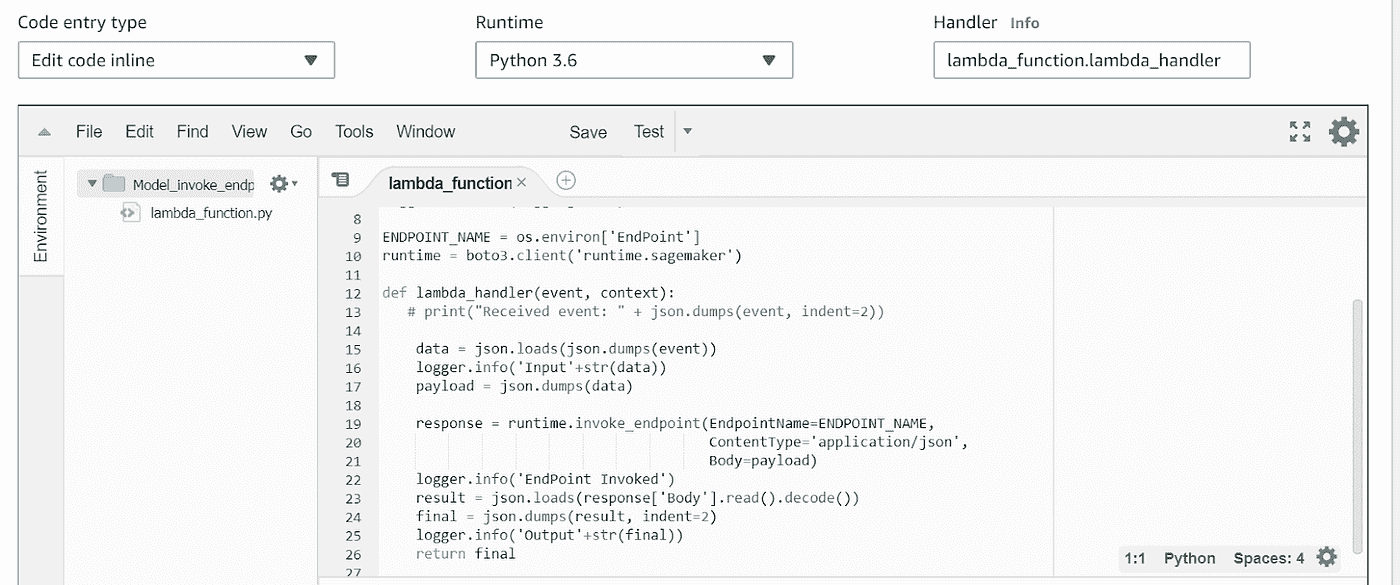 Code entry type Runtime Handler Info
Edit code inline Python 3.6 lambda_function.lambda_handler
File Edit Find View Go Tools Window Save Test
Environment
Model_invoke_endp lambda_function
lambda_function.py
8
9 ENDPOINT_NAME = os.environ['EndPoint']
10 runtime = boto3.client('runtime.sagemaker')
11
12 def lambda_handler(event, context):
13 # print("Received event: " + json.dumps(event, indent=2))
14
15 data = json.loads(json.dumps(event))
16 logger.info('Input'+str(data))
17 payload = json.dumps(data)
18
19 response = runtime.invoke_endpoint(EndpointName=ENDPOINT_NAME,
20 ContentType='application/json',
21 Body=payload)
22 logger.info('EndPoint Invoked')
23 result = json.loads(response['Body'].read().decode())
24 final = json.dumps(result, indent=2)
25 logger.info('Output'+str(final))
26 return final
27
1:1 Python Spaces: 4